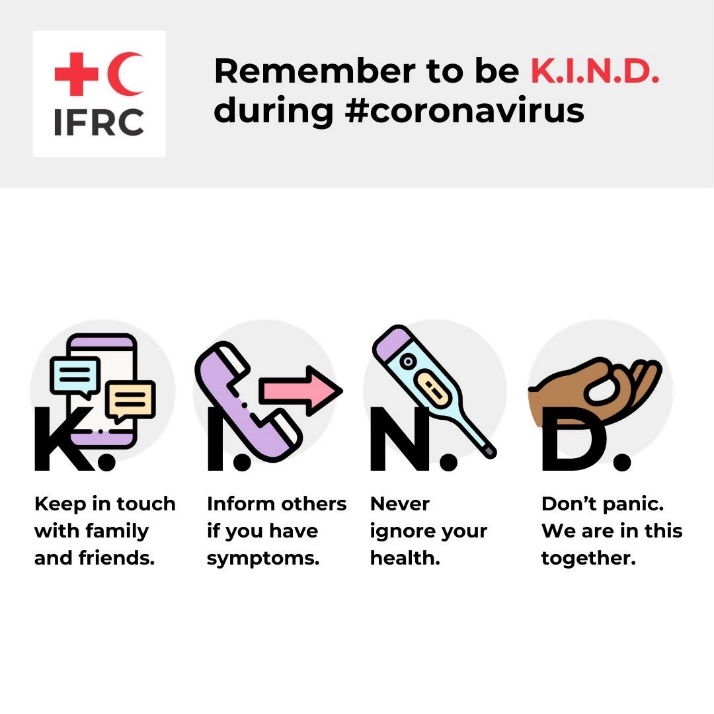 IFRC
Remember to be K.I.N.D.
during #coronavirus
K.
Keep in touch
with family
and friends.
I.
Inform others
if you have
symptoms.
N.
Never
ignore your
health.
D.
Don’t panic.
We are in this
together.